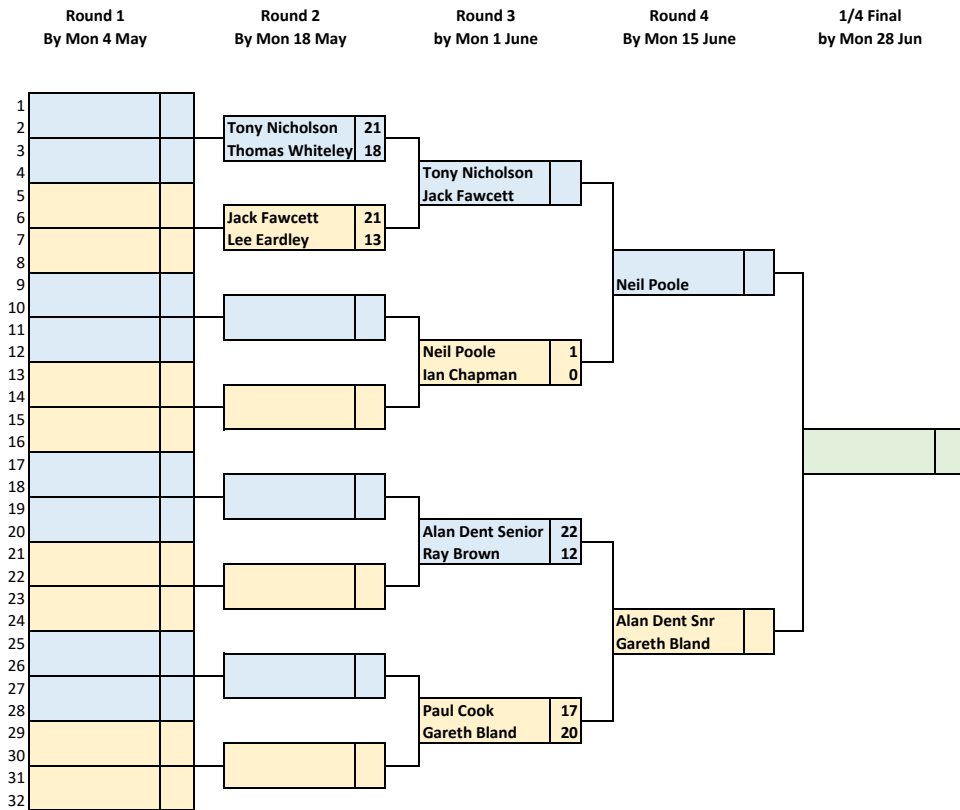 Round 1
By Mon 4 May
Round 2
By Mon 18 May
Round 3
by Mon 1 June
Round 4
By Mon 15 June
1/4 Final
by Mon 28 Jun
1
2
3
4
5
6
7
8
9
10
11
12
13
14
15
16
17
18
19
20
21
22
23
24
25
26
27
28
29
30
31
32
Tony Nicholson 21
Thomas Whiteley 18
Jack Fawcett 21
Lee Eardley 13
Tony Nicholson
Jack Fawcett
Neil Poole 1
Ian Chapman 0
Alan Dent Senior 22
Ray Brown 12
Paul Cook 17
Gareth Bland 20
Neil Poole
Alan Dent Snr
Gareth Bland